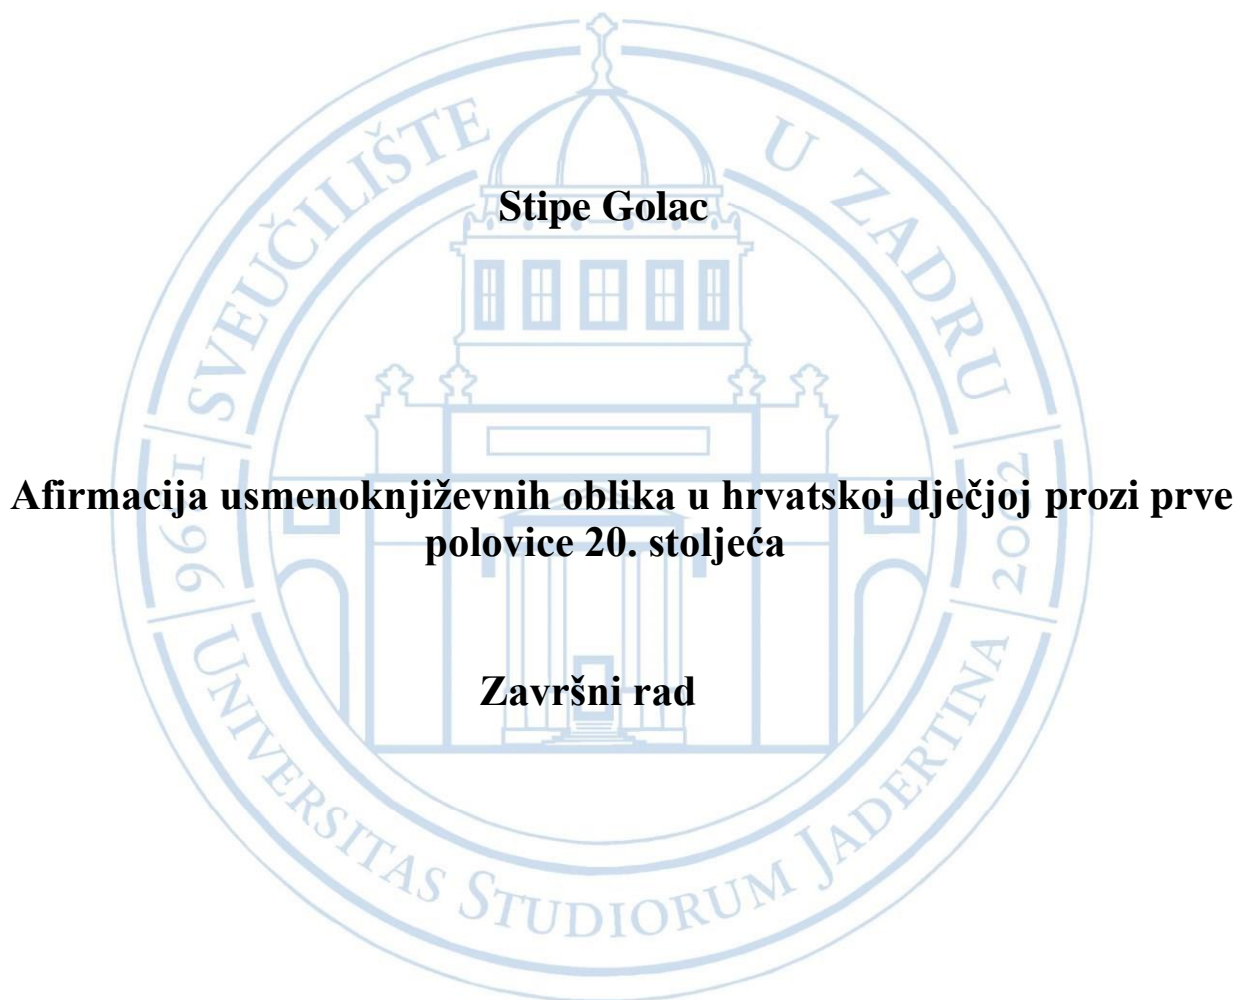 SVEUČILIŠTE U ZADRU
Stipe Golac
Afirmacija usmenoknjiževnih oblika u hrvatskoj dječjoj prozi prve
polovice 20. stoljeća
1396
2002
Završni rad
UNIVERSITAS STUDIORUM JADERTINA